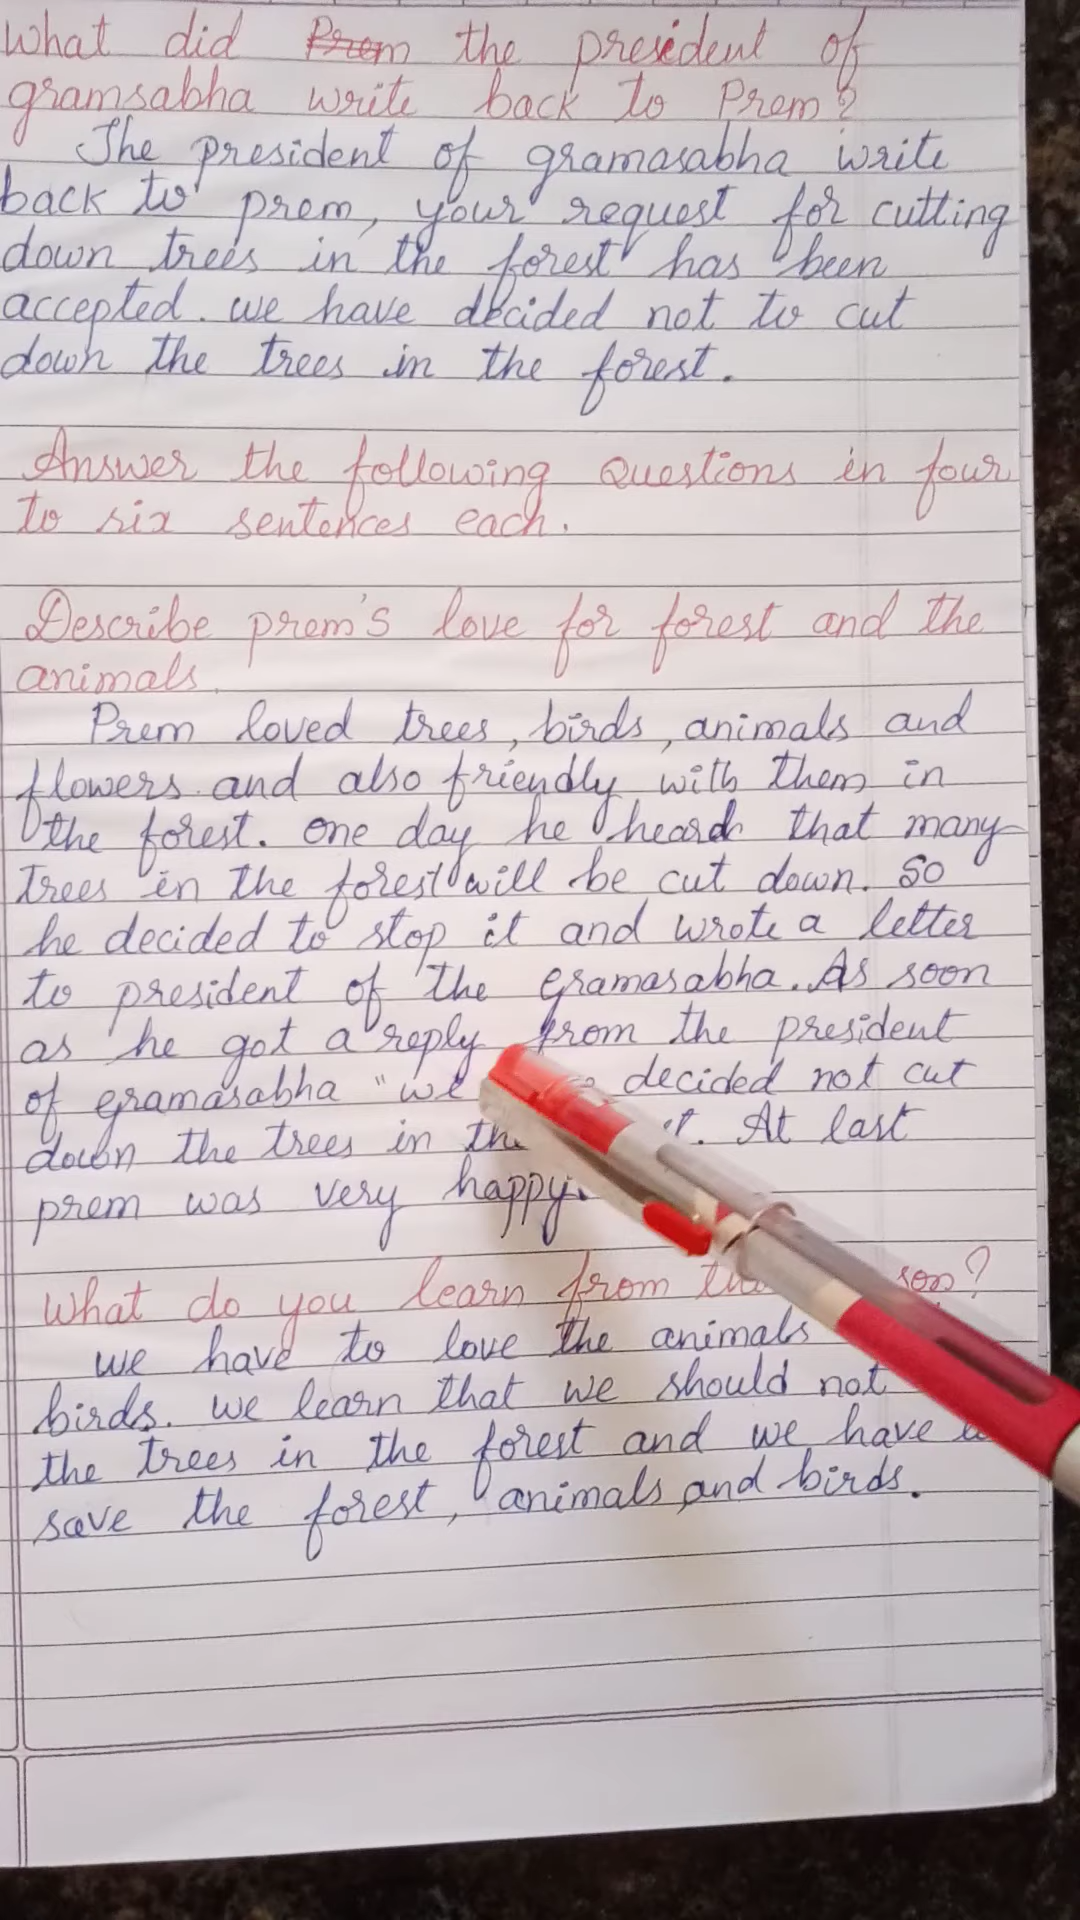 What did Prem the president of
gramsabha write back to Prem?
The president of gramasabha write
back to prem, your request for cutting
down trees in the forest has been
accepted. we have decided not to cut
down the trees in the forest.
Answer the following Questions in four
to six sentences each.
Describe prem's love for forest and the
animals.
Prem loved trees, birds, animals and
flowers and also friendly with them in
the forest. One day he heard that many
trees in the forest will be cut down. So
he decided to stop it and wrote a letter
to president of the gramasabha. As soon
as he got a reply from the president
of gramasabha "we decided not cut
down the trees in the At last
prem was very happy.
What do you learn from
we have to love the animals
birds. we learn that we should not
the trees in the forest and we have
save the forest, animals and birds.